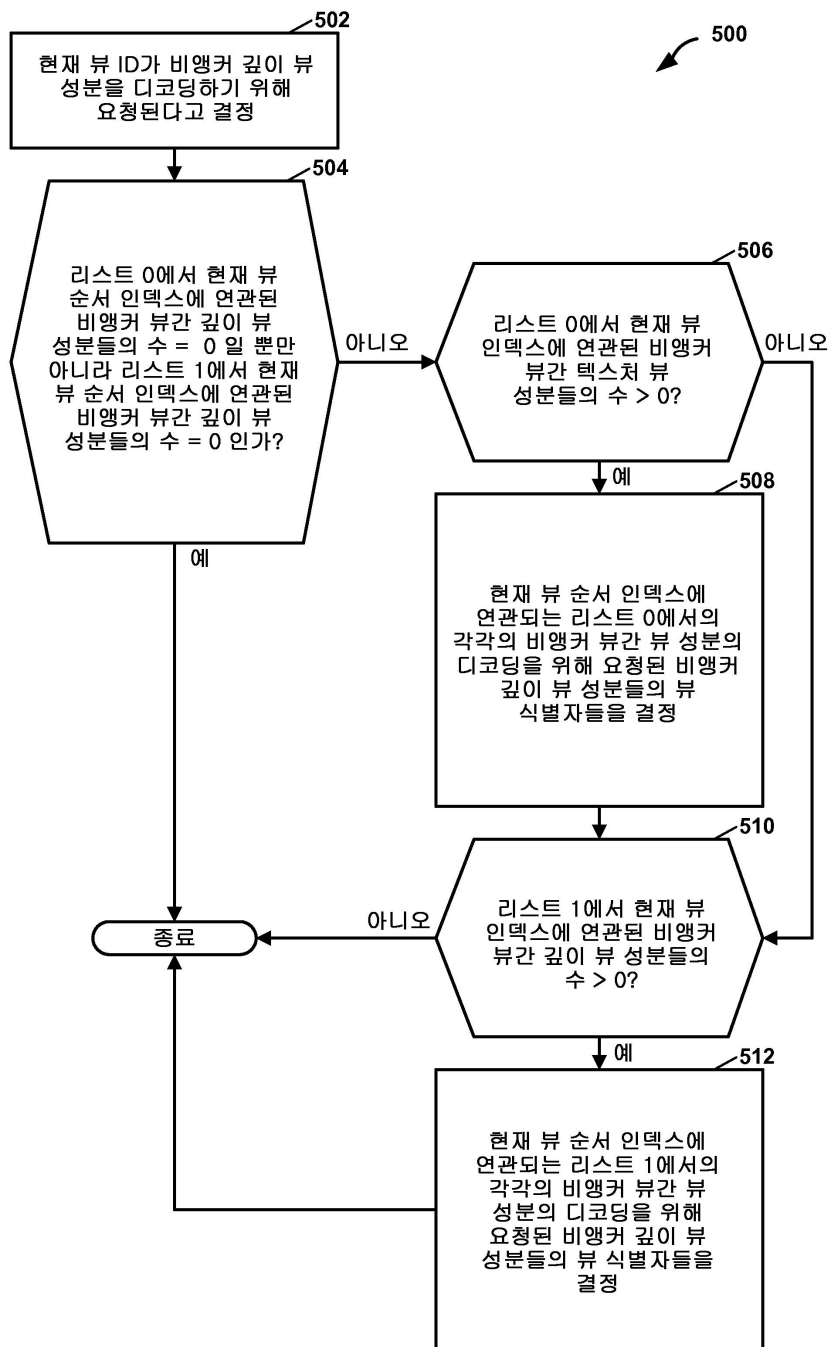 502
500
현재 뷰 ID가 비앵커 깊이 뷰
성분을 디코딩하기 위해
요청된다고 결정
504
리스트 0에서 현재 뷰
순서 인덱스에 연관된
비앵커 뷰간 깊이 뷰
성분들의 수 = 0 일 뿐만
아니라 리스트 1에서 현재
뷰 순서 인덱스에 연관된
비앵커 뷰간 깊이 뷰
성분들의 수 = 0 인가?
아니오
예
506
리스트 0에서 현재 뷰
인덱스에 연관된 비앵커
뷰간 텍스처 뷰
성분들의 수 > 0?
아니오
예
508
현재 뷰 순서 인덱스에
연관되는 리스트 0에서의
각각의 비앵커 뷰간 뷰 성분의
디코딩을 위해 요청된 비앵커
깊이 뷰 성분들의 뷰
식별자들을 결정
510
리스트 1에서 현재 뷰
인덱스에 연관된 비앵커
뷰간 깊이 뷰 성분들의
수 > 0?
아니오
종료
예
512
현재 뷰 순서 인덱스에
연관되는 리스트 1에서의
각각의 비앵커 뷰간 뷰
성분의 디코딩을 위해
요청된 비앵커 깊이 뷰
성분들의 뷰 식별자들을
결정